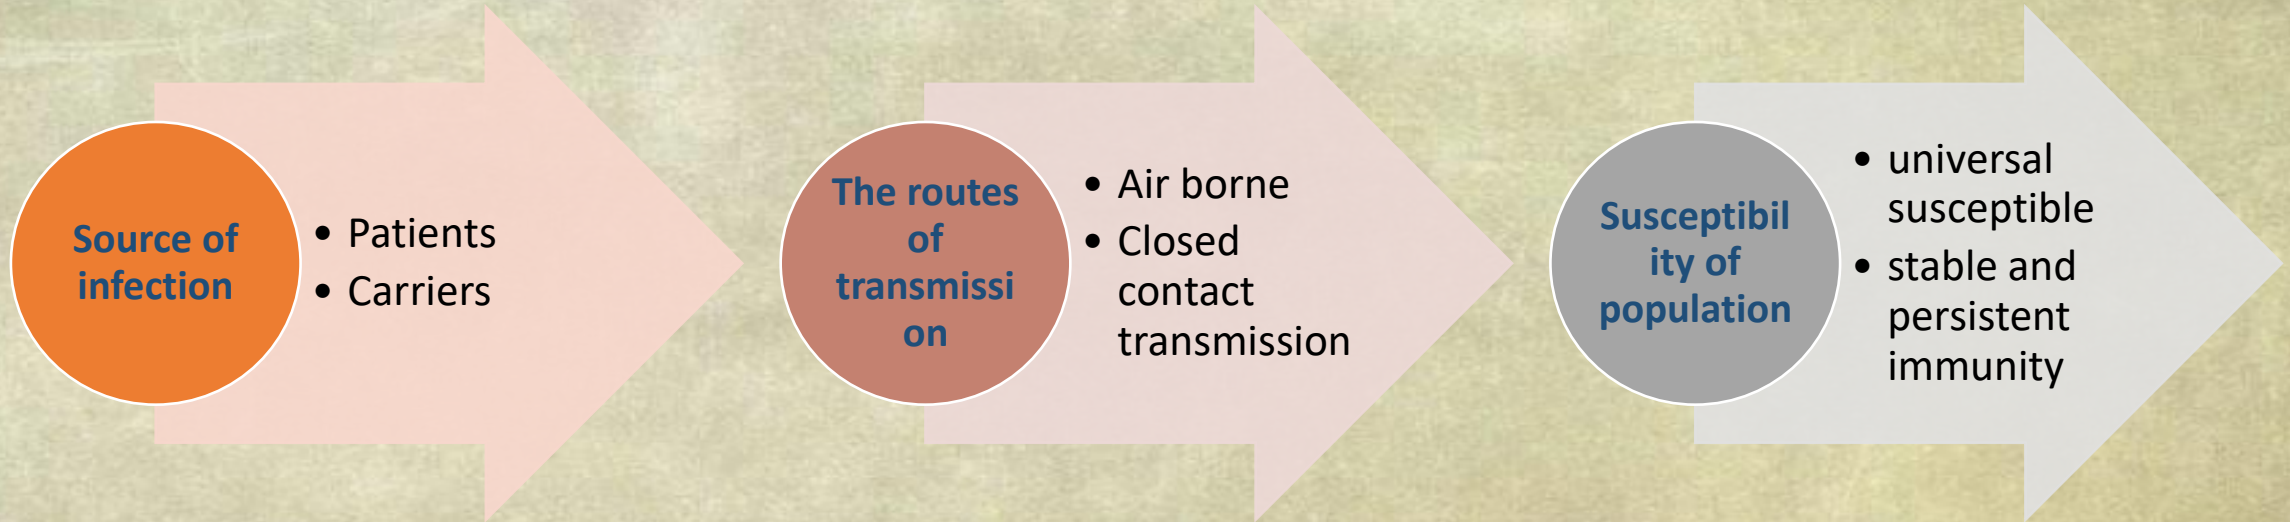 Source of
infection
• Patients
• Carriers
The routes
of
transmissi
on
• Air borne
• Closed
contact
transmission
Susceptibil
ity of
population
• universal
susceptible
• stable and
persistent
immunity